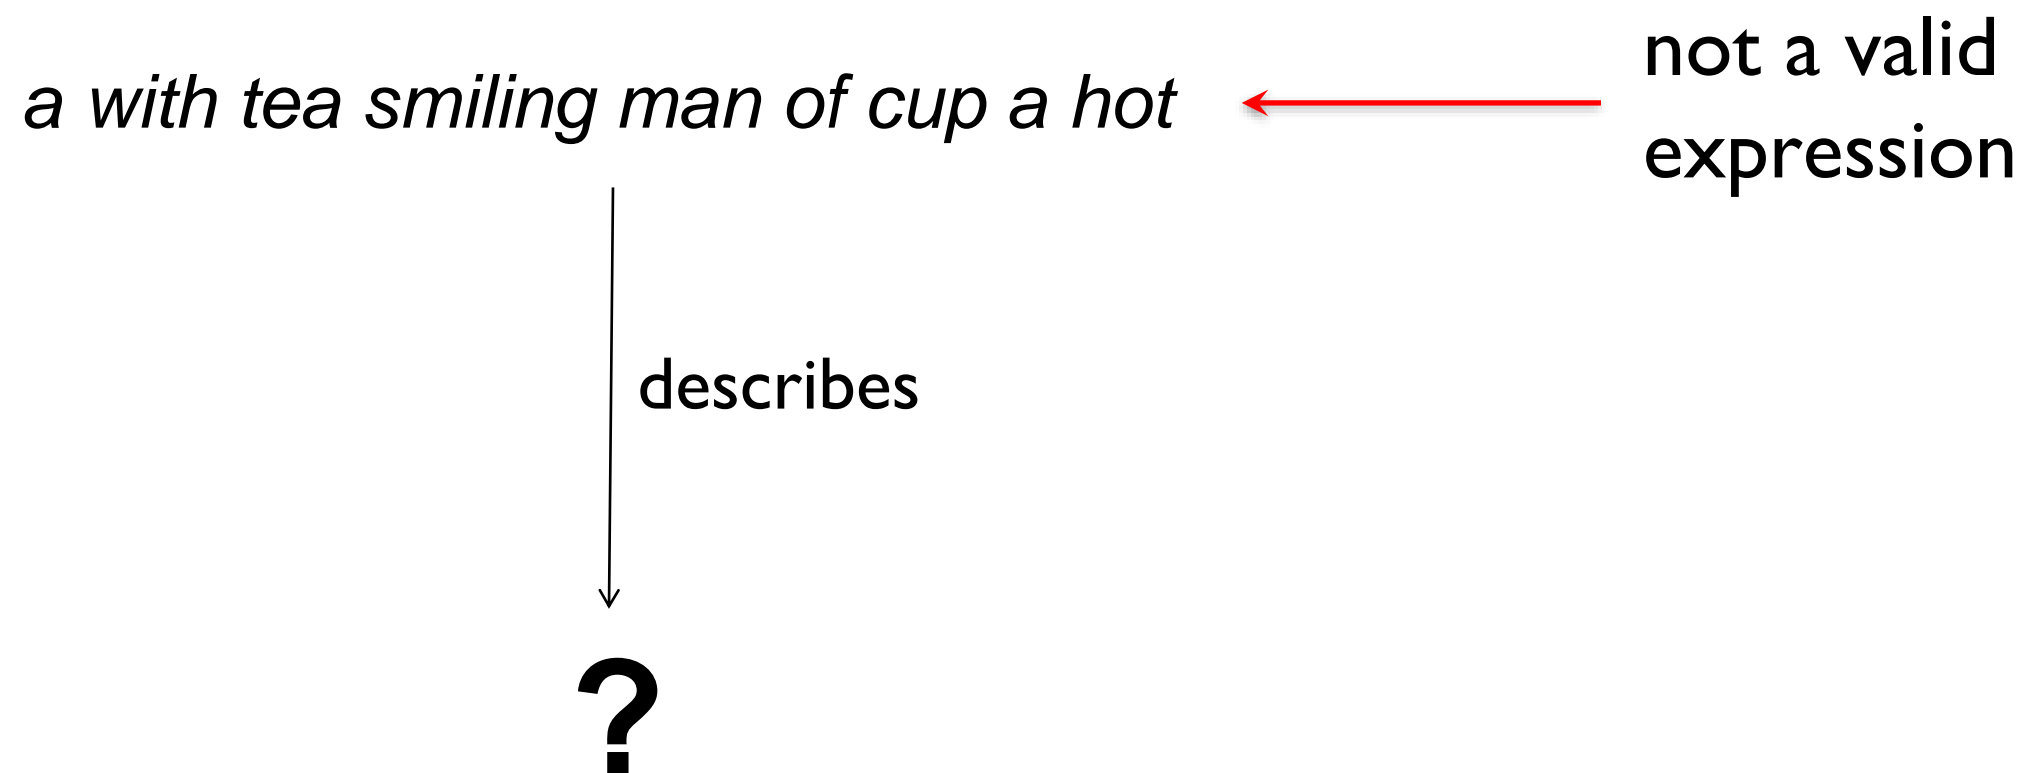 a with tea smiling man of cup a hot
not a valid
expression
describes
?